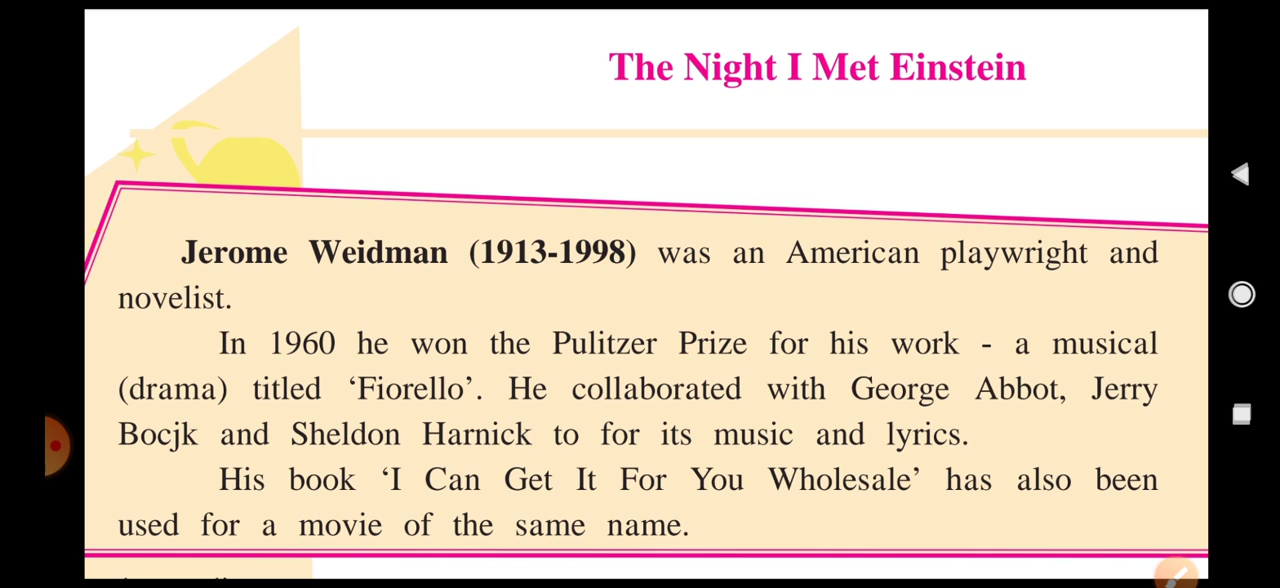 The Night I Met Einstein
Jerome Weidman (1913-1998) was an American playwright and
novelist.
In 1960 he won the Pulitzer Prize for his work - a musical
(drama) titled ‘Fiorello’. He collaborated with George Abbot, Jerry
Bocjk and Sheldon Harnick to for its music and lyrics.
His book ‘I Can Get It For You Wholesale’ has also been
used for a movie of the same name.